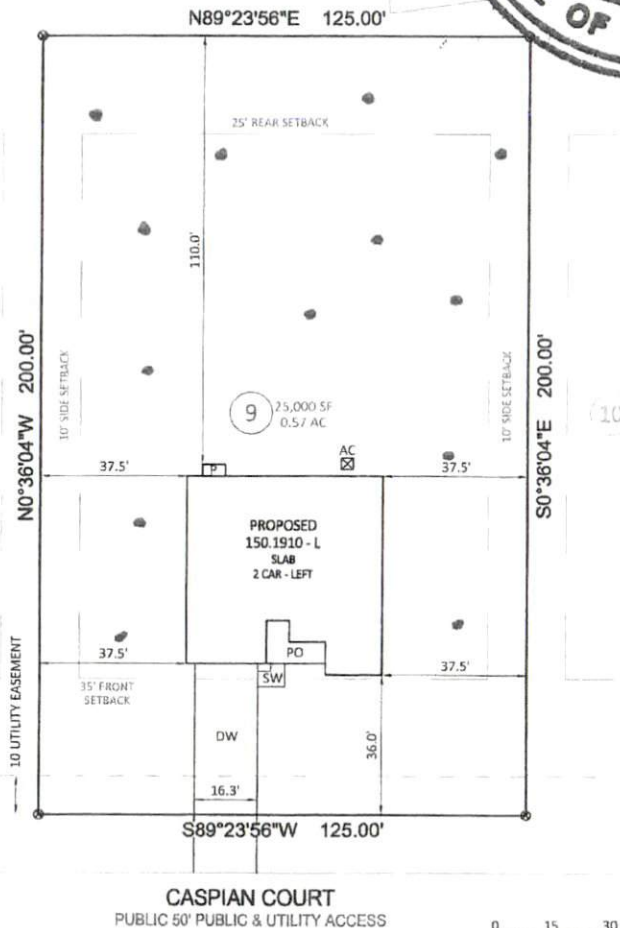 N89°23'56"E 125.00'
OF
25' REAR SETBACK
110.0'
N0°36'04"W 200.00'
10' SIDE SETBACK
9
25,000 SF
0.57 AC
10' SIDE SETBACK
S0°36'04"E 200.00'
10
37.5'
P
AC
37.5'
PROPOSED
150.1910 - L
SLAB
2 CAR - LEFT
37.5'
PO
37.5'
SW
35' FRONT
SETBACK
10 UTILITY EASEMENT
DW
36.0'
16.3'
S89°23'56"W 125.00'
CASPIAN COURT
PUBLIC 50' PUBLIC & UTILITY ACCESS
0 15 30